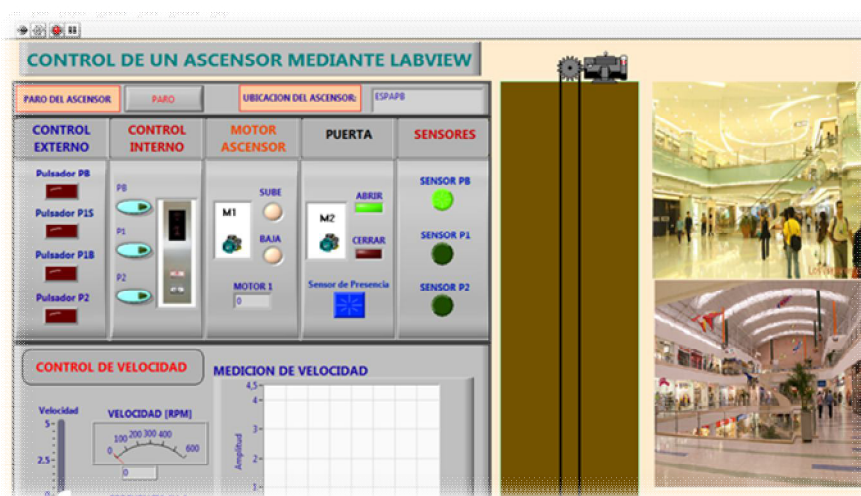 CONTROL DE UN ASCENSOR MEDIANTE LABVIEW
PARO DEL ASCENSOR
PARO
UBICACION DEL ASCENSOR:
ESPAPB
CONTROL EXTERNO
CONTROL INTERNO
MOTOR ASCENSOR
PUERTA
SENSORES
Pulsador PB
Pulsador P1S
Pulsador P1B
Pulsador P2
PB
P1
P2
M1
SUBE
BAJA
MOTOR 1
0
M2
ABRIR
CERRAR
Sensor de Presencia
SENSOR PB
SENSOR P1
SENSOR P2
CONTROL DE VELOCIDAD
Velocidad
5-
2.5-
0-
VELOCIDAD [RPM]
0 100 200 300 400 600
0
MEDICION DE VELOCIDAD
Amplitud
4,5-
4-
3-
2-
1-